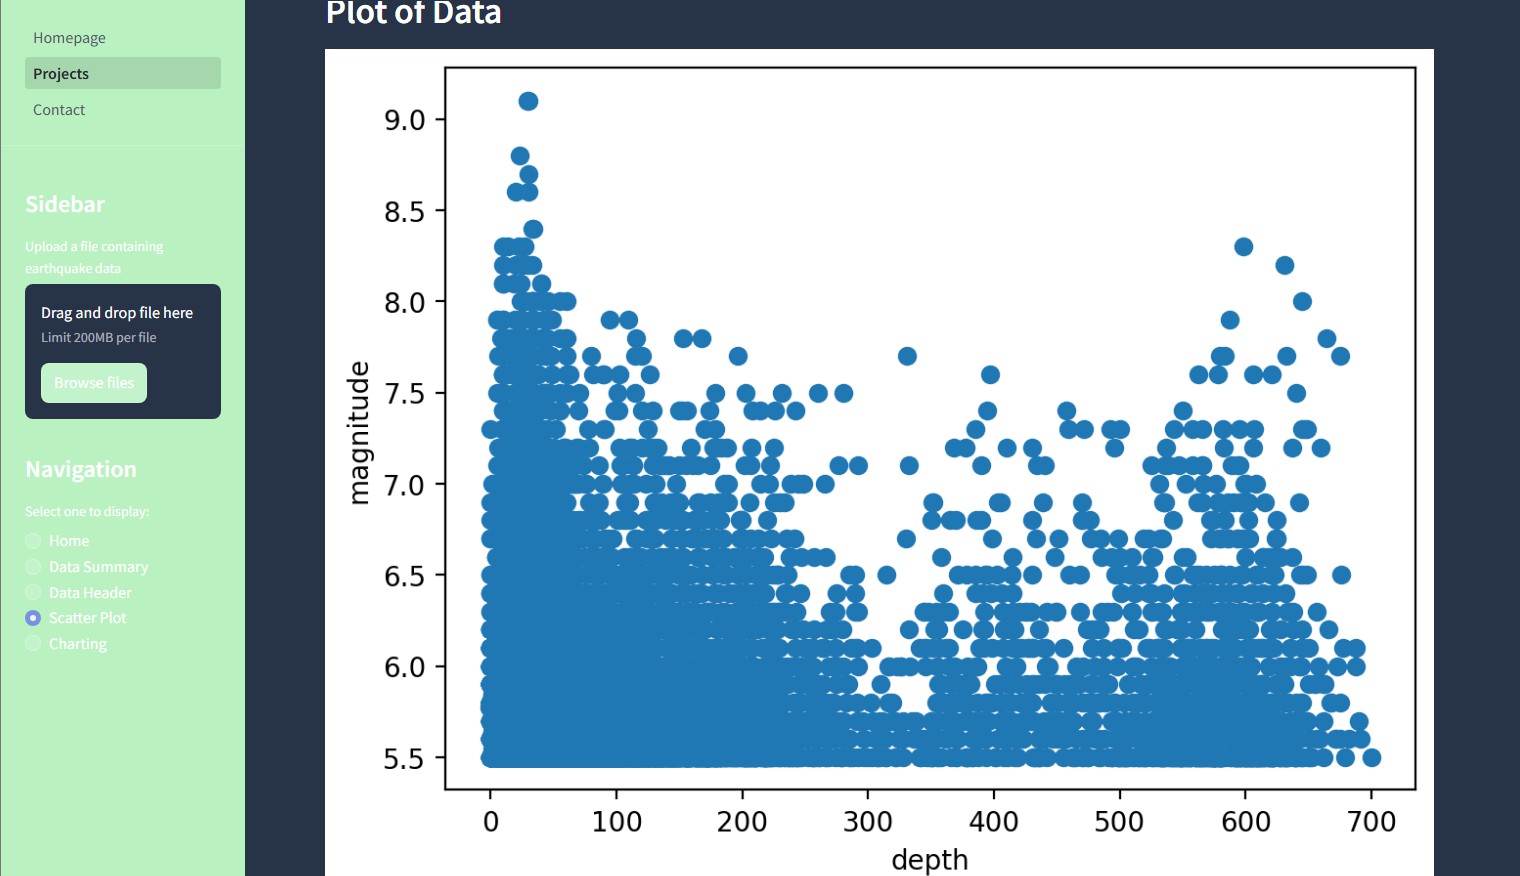 Homepage
Projects
Contact
Sidebar
Upload a file containing
earthquake data
Drag and drop file here
Limit 200MB per file
Browse files
Navigation
Select one to display:
Home
Data Summary
Data Header
Scatter Plot
Charting
Plot of Data
magnitude
9.0
8.5
8.0
7.5
7.0
6.5
6.0
5.5
0 100 200 300 400 500 600 700
depth